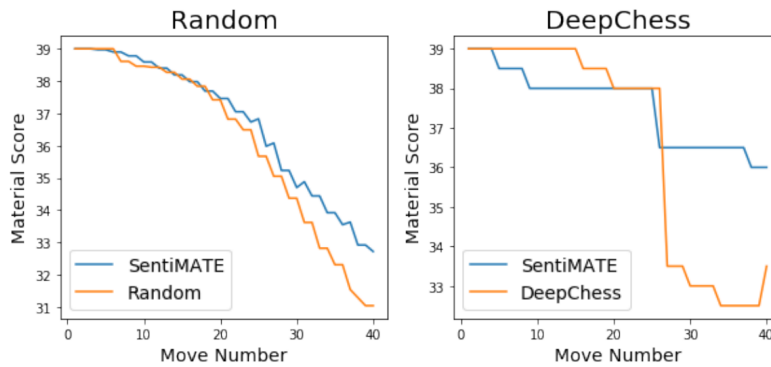 Random
39
38
37
36
35
34
33
32
31
Material Score
SentiMATE
Random
0
10
20
30
40
Move Number
DeepChess
39
38
37
36
35
34
33
Material Score
SentiMATE
DeepChess
0
10
20
30
40
Move Number